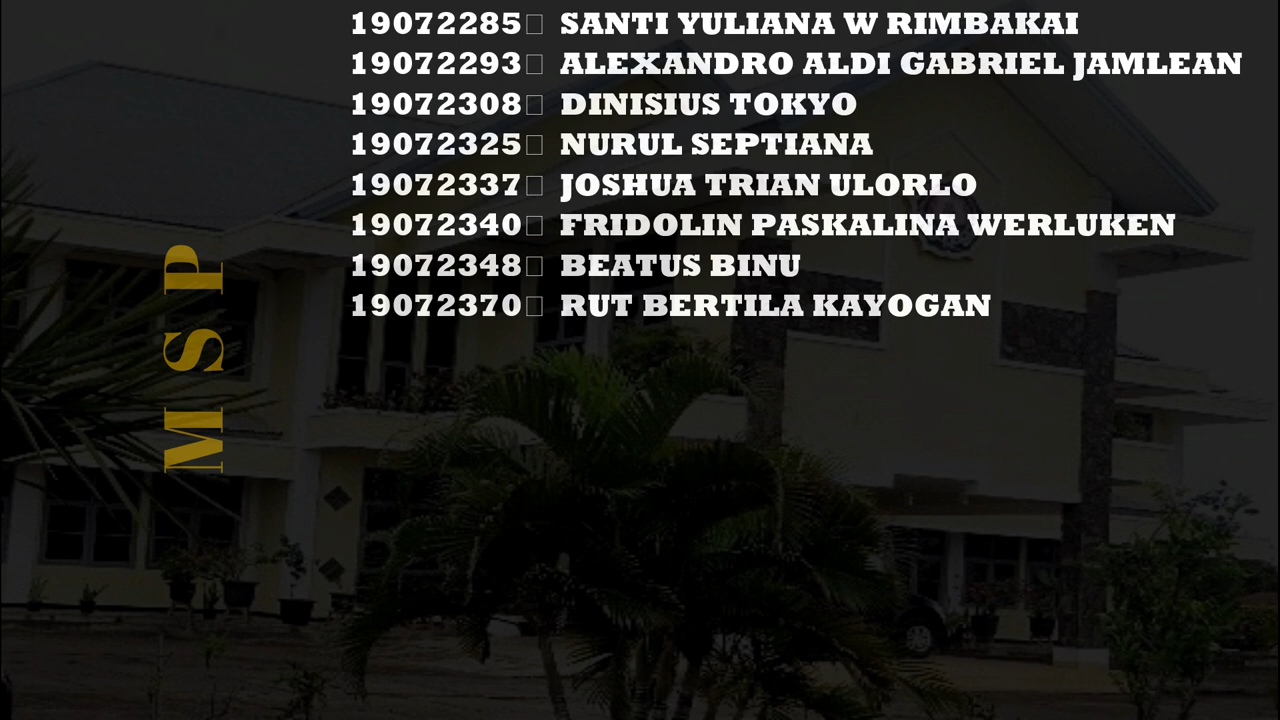 19072285 SANTI YULIANA W RIMBAKAI
19072293 ALEXANDRO ALDI GABRIEL JAMLEAN
19072308 DINISIUS TOKYO
19072325 NURUL SEPTIANA
19072337 JOSHUA TRIAN ULORLO
19072340 FRIDOLIN PASKALINA WERLUKEN
19072348 BEATUS BINU
19072370 RUT BERTILA KAYOGAN
MSP